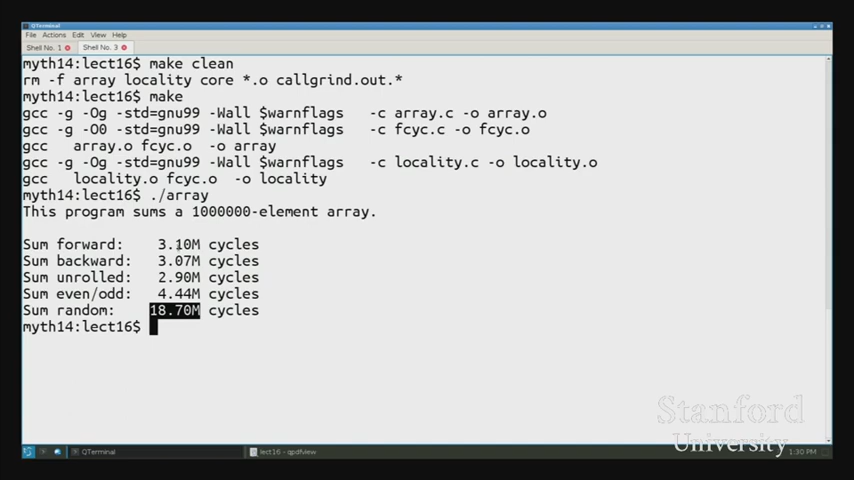 QTerminal
File Actions Edit View Help
Shell No. 1 Shell No. 3
myth14:lect16$ make clean
rm -f array locality core *.o callgrind.out.*
myth14:lect16$ make
gcc -g -Og -std=gnu99 -Wall $warnflags   -c array.c -o array.o
gcc -g -O0 -std=gnu99 -Wall $warnflags   -c fcyc.c -o fcyc.o
gcc   array.o fcyc.o  -o array
gcc -g -Og -std=gnu99 -Wall $warnflags   -c locality.c -o locality.o
gcc   locality.o fcyc.o  -o locality
myth14:lect16$ ./array
This program sums a 1000000-element array.
Sum forward:    3.10M cycles
Sum backward:   3.07M cycles
Sum unrolled:   2.90M cycles
Sum even/odd:   4.44M cycles
Sum random:    18.70M cycles
myth14:lect16$
Stanford
University
QTerminal lect16 - qpdfview 1:30 PM